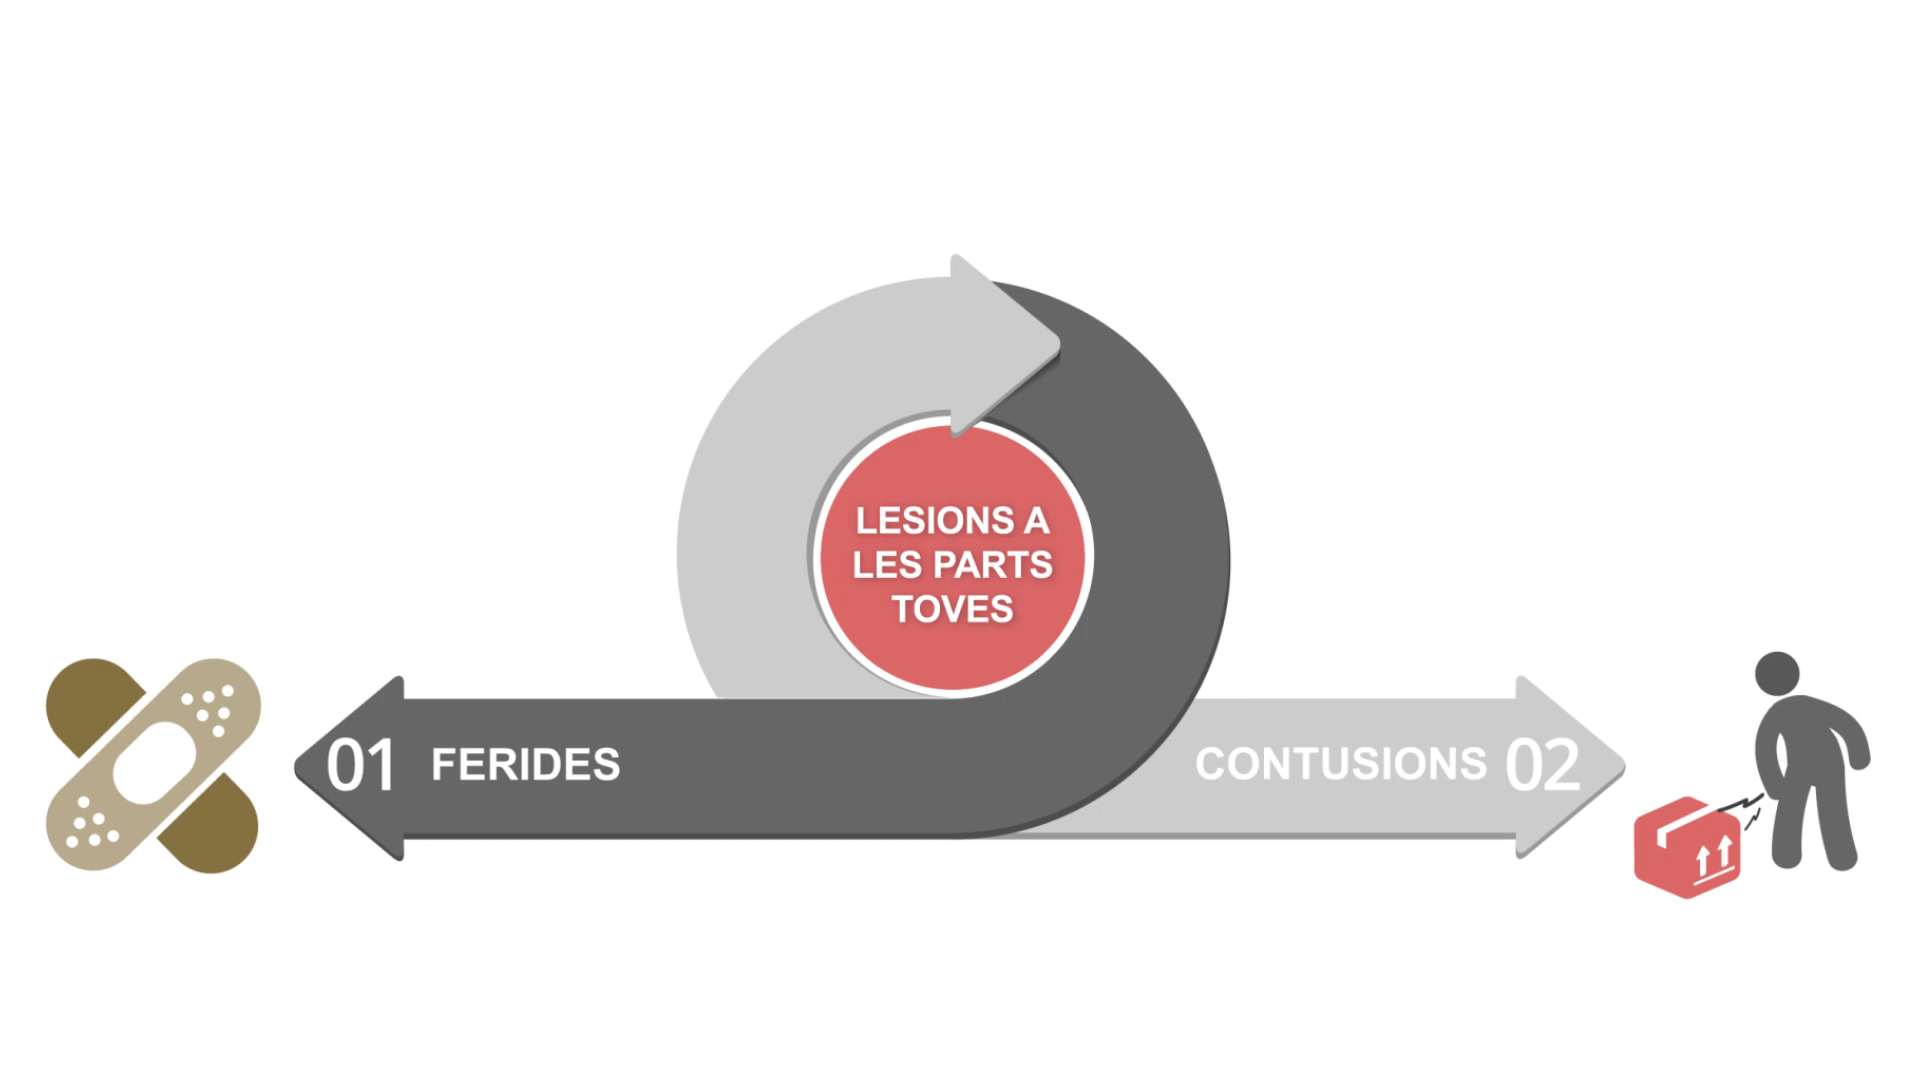 LESIONS A
LES PARTS
TOVES
01 FERIDES
CONTUSIONS 02